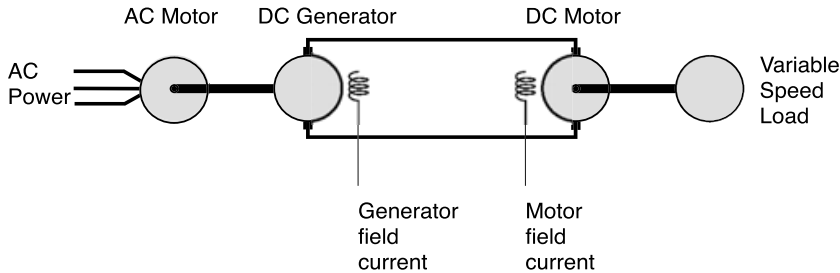 AC Motor
DC Generator
DC Motor
AC
Power
Variable
Speed
Load
Generator
field
current
Motor
field
current